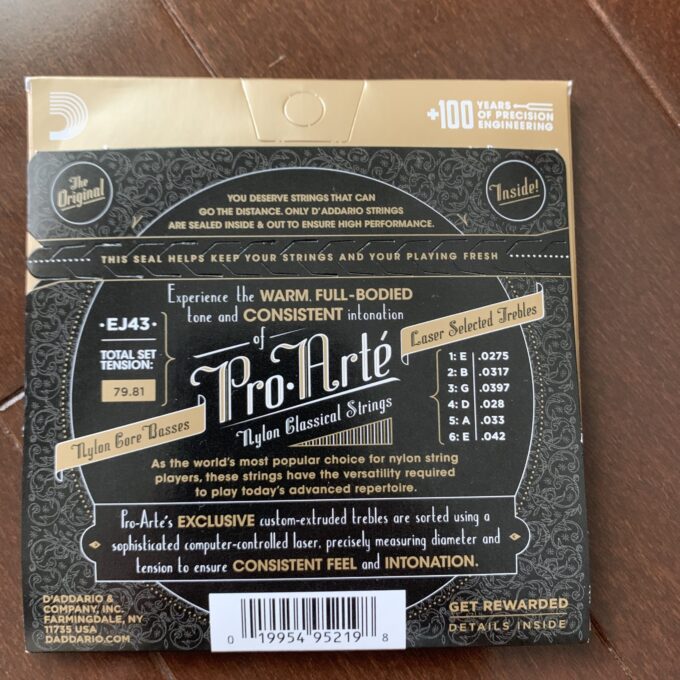 +100 YEARS
OF PRECISION
ENGINEERING
The
Original
Inside!
YOU DESERVE STRINGS THAT CAN
GO THE DISTANCE. ONLY D'ADDARIO STRINGS
ARE SEALED INSIDE & OUT TO ENSURE HIGH PERFORMANCE.
THIS SEAL HELPS KEEP YOUR STRINGS AND YOUR PLAYING FRESH
Experience the WARM, FULL-BODIED
tone and CONSISTENT intonation
of
·EJ43·
TOTAL SET
TENSION:
79.81
Pro·Arté
Nylon Classical Strings
Laser Selected Trebles
1: E .0275
2: B .0317
3: G .0397
4: D .028
5: A .033
6: E .042
Nylon Core Basses
As the world's most popular choice for nylon string
players, these strings have the versatility required
to play today's advanced repertoire.
Pro-Arte's EXCLUSIVE custom-extruded trebles are sorted using a
sophisticated computer-controlled laser, precisely measuring diameter and
tension to ensure CONSISTENT FEEL and INTONATION.
D'ADDARIO &
COMPANY, INC.
FARMINGDALE, NY
11735 USA
DADDARIO.COM
0 19954 95219 8
GET REWARDED
DETAILS INSIDE